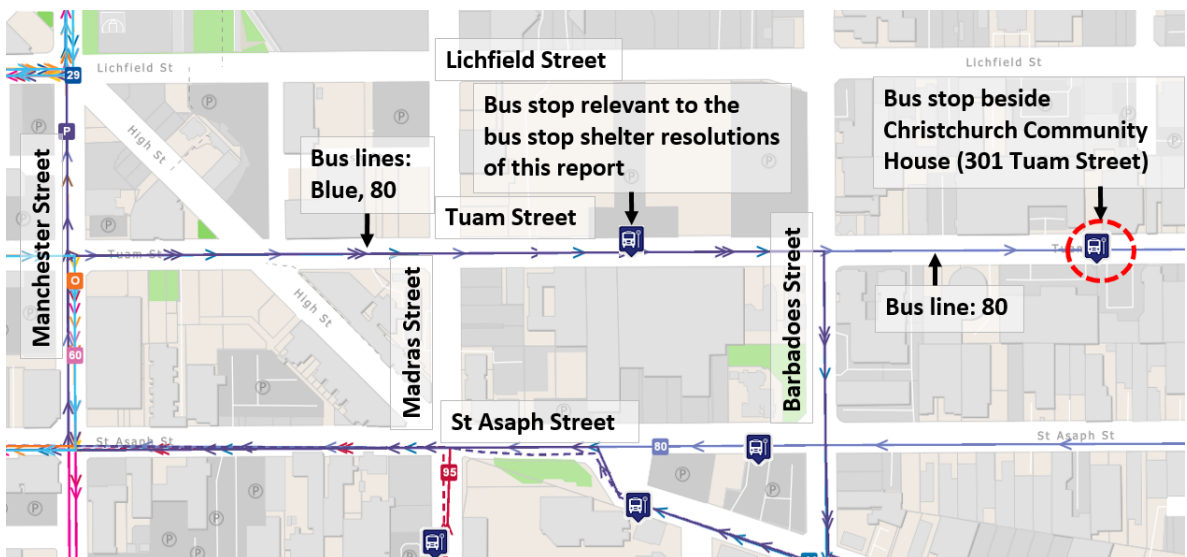 Lichfield Street
Lichfield St
Lichfield St
29
P
P
P
High St
Bus lines:
Blue, 80
Bus stop relevant to the
bus stop shelter resolutions
of this report
Bus stop beside
Christchurch Community
House (301 Tuam Street)
Manchester Street
P
P
P
Tuam Street
Tuam St
O
High St
Madras Street
Barbadoes Street
Bus line: 80
60
P
St Asaph Street
St Asaph St
80
St Asaph St
95
P
P
P